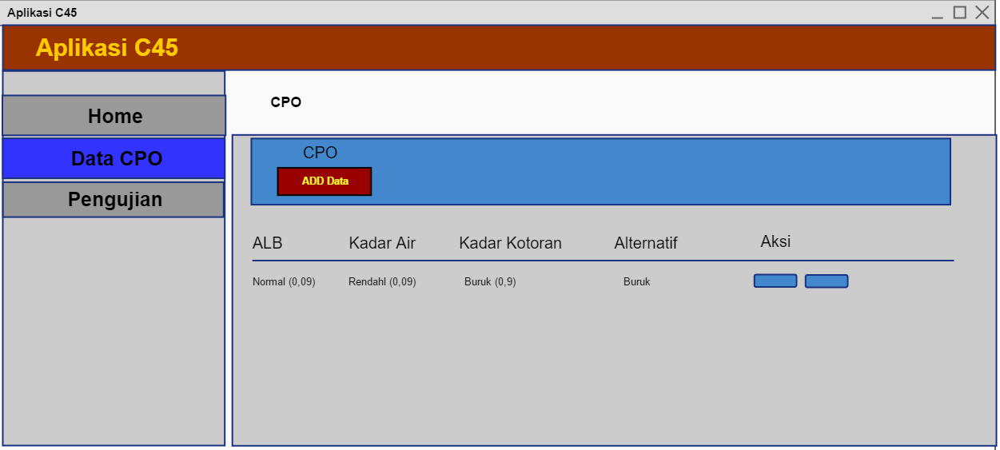 Aplikasi C45
Aplikasi C45
Home
Data CPO
Pengujian
CPO
CPO
ADD Data
ALB Kadar Air Kadar Kotoran Alternatif Aksi
Normal (0,09) Rendahl (0,09) Buruk (0,9) Buruk